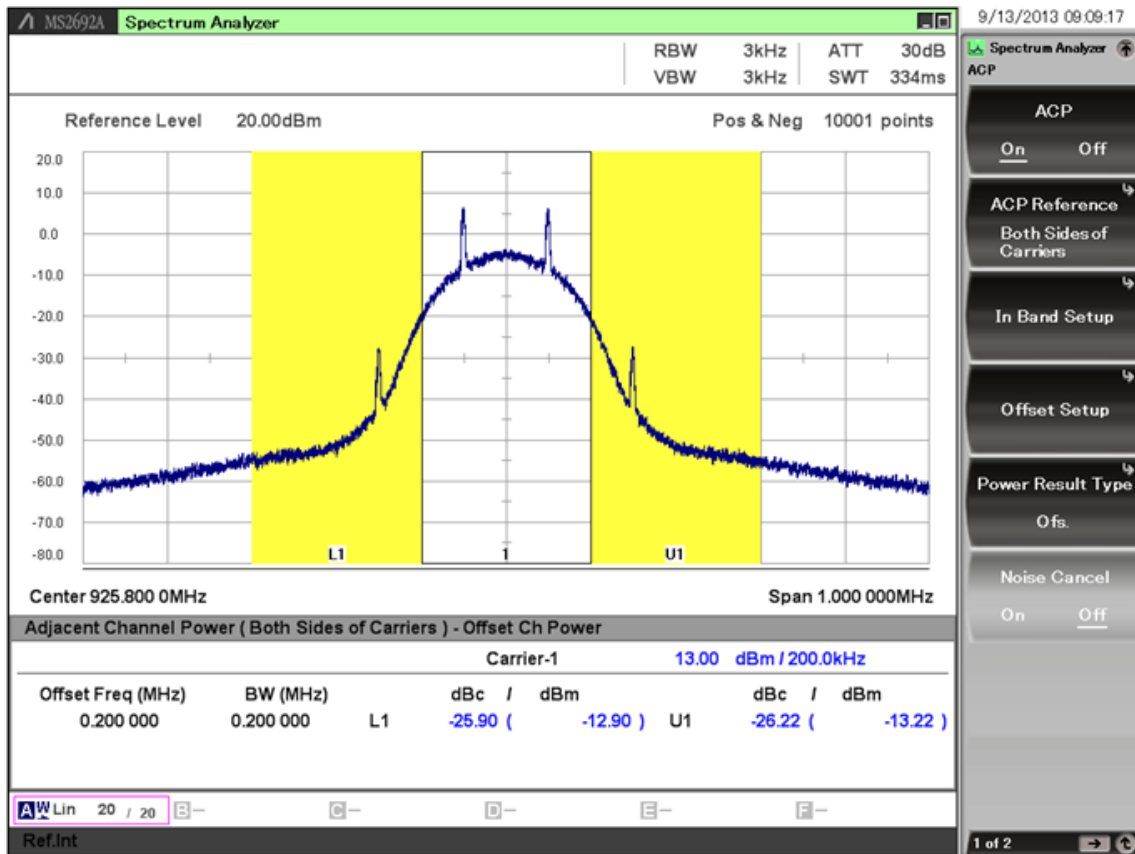 MS2692A Spectrum Analyzer
9/13/2013 09:09:17
RBW 3kHz ATT 30dB
VBW 3kHz SWT 334ms
Reference Level 20.00dBm Pos & Neg 10001 points
20.0
10.0
0.0
-10.0
-20.0
-30.0
-40.0
-50.0
-60.0
-70.0
-80.0
L1 1 U1
Center 925.800 0MHz Span 1.000 000MHz
Adjacent Channel Power ( Both Sides of Carriers ) - Offset Ch Power
Carrier-1 13.00 dBm / 200.0kHz
Offset Freq (MHz) BW (MHz) dBc / dBm dBc / dBm
0.200 000 0.200 000 L1 -25.90 ( -12.90 ) U1 -26.22 ( -13.22 )
A W Lin 20 / 20 B- C- D- E- F-
Ref.Int
Spectrum Analyzer
ACP
ACP
On Off
ACP Reference
Both Sides of
Carriers
In Band Setup
Offset Setup
Power Result Type
Ofs.
Noise Cancel
On Off
1 of 2